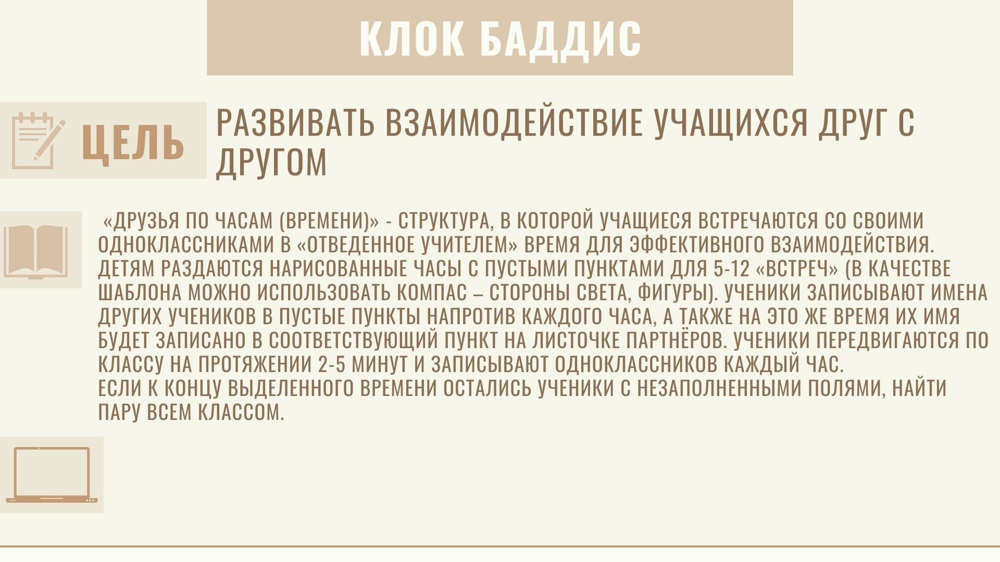 КЛОК БАДДИС
ЦЕЛЬ
РАЗВИВАТЬ ВЗАИМОДЕЙСТВИЕ УЧАЩИХСЯ ДРУГ С
ДРУГОМ
«ДРУЗЬЯ ПО ЧАСАМ (ВРЕМЕНИ)» - СТРУКТУРА, В КОТОРОЙ УЧАЩИЕСЯ ВСТРЕЧАЮТСЯ СО СВОИМИ
ОДНОКЛАССНИКАМИ В «ОТВЕДЕННОЕ УЧИТЕЛЕМ» ВРЕМЯ ДЛЯ ЭФФЕКТИВНОГО ВЗАИМОДЕЙСТВИЯ.
ДЕТЯМ РАЗДАЮТСЯ НАРИСОВАННЫЕ ЧАСЫ С ПУСТЫМИ ПУНКТАМИ ДЛЯ 5-12 «ВСТРЕЧ» (В КАЧЕСТВЕ
ШАБЛОНА МОЖНО ИСПОЛЬЗОВАТЬ КОМПАС – СТОРОНЫ СВЕТА, ФИГУРЫ). УЧЕНИКИ ЗАПИСЫВАЮТ ИМЕНА
ДРУГИХ УЧЕНИКОВ В ПУСТЫЕ ПУНКТЫ НАПРОТИВ КАЖДОГО ЧАСА, А ТАКЖЕ НА ЭТО ЖЕ ВРЕМЯ ИХ ИМЯ
БУДЕТ ЗАПИСАНО В СООТВЕТСТВУЮЩИЙ ПУНКТ НА ЛИСТОЧКЕ ПАРТНЁРОВ. УЧЕНИКИ ПЕРЕДВИГАЮТСЯ ПО
КЛАССУ НА ПРОТЯЖЕНИИ 2-5 МИНУТ И ЗАПИСЫВАЮТ ОДНОКЛАССНИКОВ КАЖДЫЙ ЧАС.
ЕСЛИ К КОНЦУ ВЫДЕЛЕННОГО ВРЕМЕНИ ОСТАЛИСЬ УЧЕНИКИ С НЕЗАПОЛНЕННЫМИ ПОЛЯМИ, НАЙТИ
ПАРУ ВСЕМ КЛАССОМ.